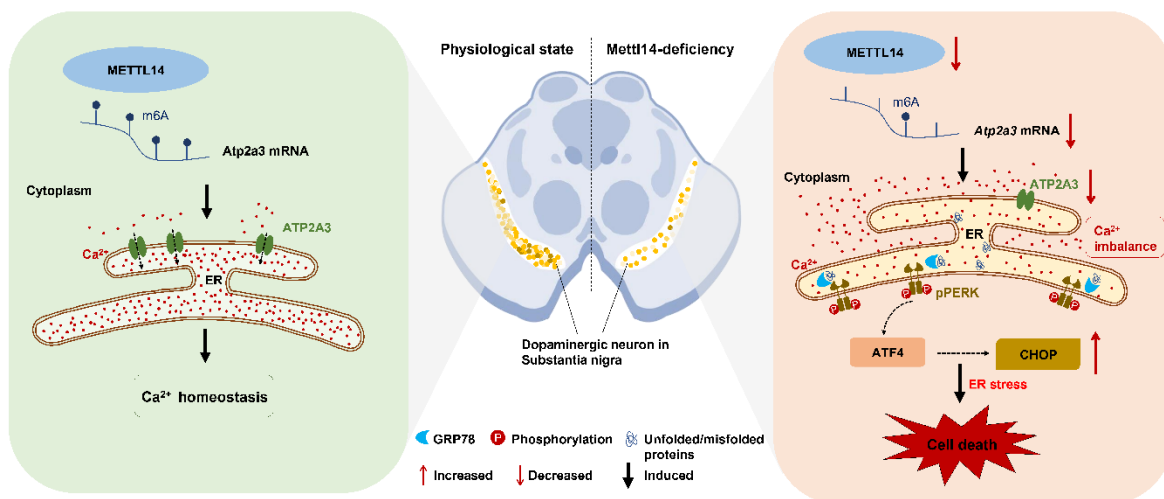 METTL14
m6A
Atp2a3 mRNA
Cytoplasm
ATP2A3
Ca²⁺
ER
Ca²⁺ homeostasis
Physiological state
Mettl14-deficiency
Dopaminergic neuron in
Substantia nigra
GRP78
P
Phosphorylation
Unfolded/misfolded
proteins
Increased
Decreased
Induced
METTL14
m6A
Atp2a3 mRNA
Cytoplasm
ATP2A3
ER
Ca²⁺
imbalance
Ca²⁺
pPERK
P
P
P
P
P
P
ATF4
CHOP
ER stress
Cell death